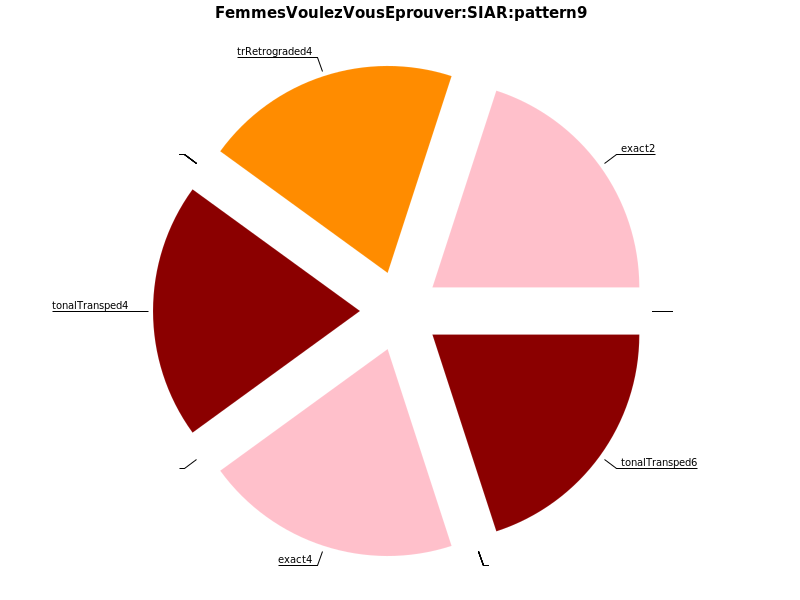 FemmesVoulezVousEprouver:SIAR:pattern9
trRetrograded4
exact2
tonalTransped4
tonalTransped6
exact4